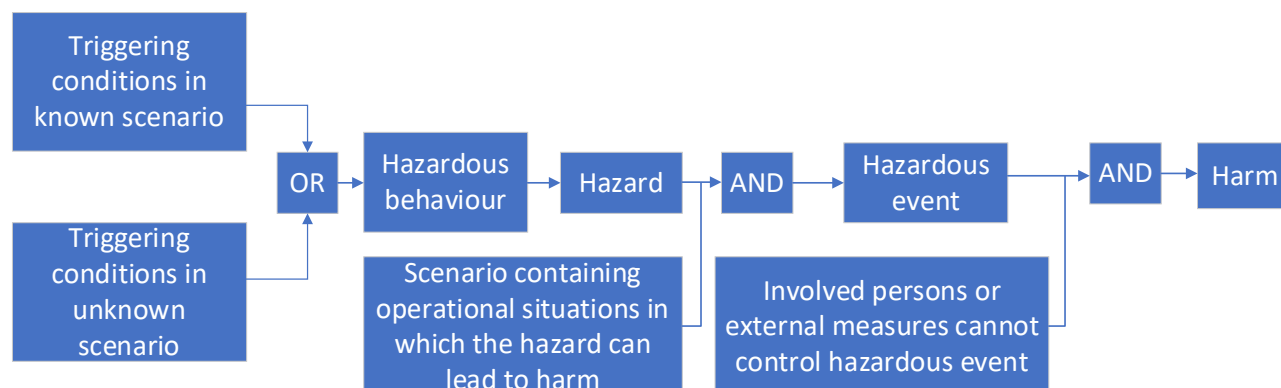 Triggering
conditions in
known scenario
OR
Hazardous
behaviour
Hazard
AND
Hazardous
event
AND
Harm
Triggering
conditions in
unknown
scenario
Scenario containing
operational situations in
which the hazard can
lead to harm
Involved persons or
external measures cannot
control hazardous event